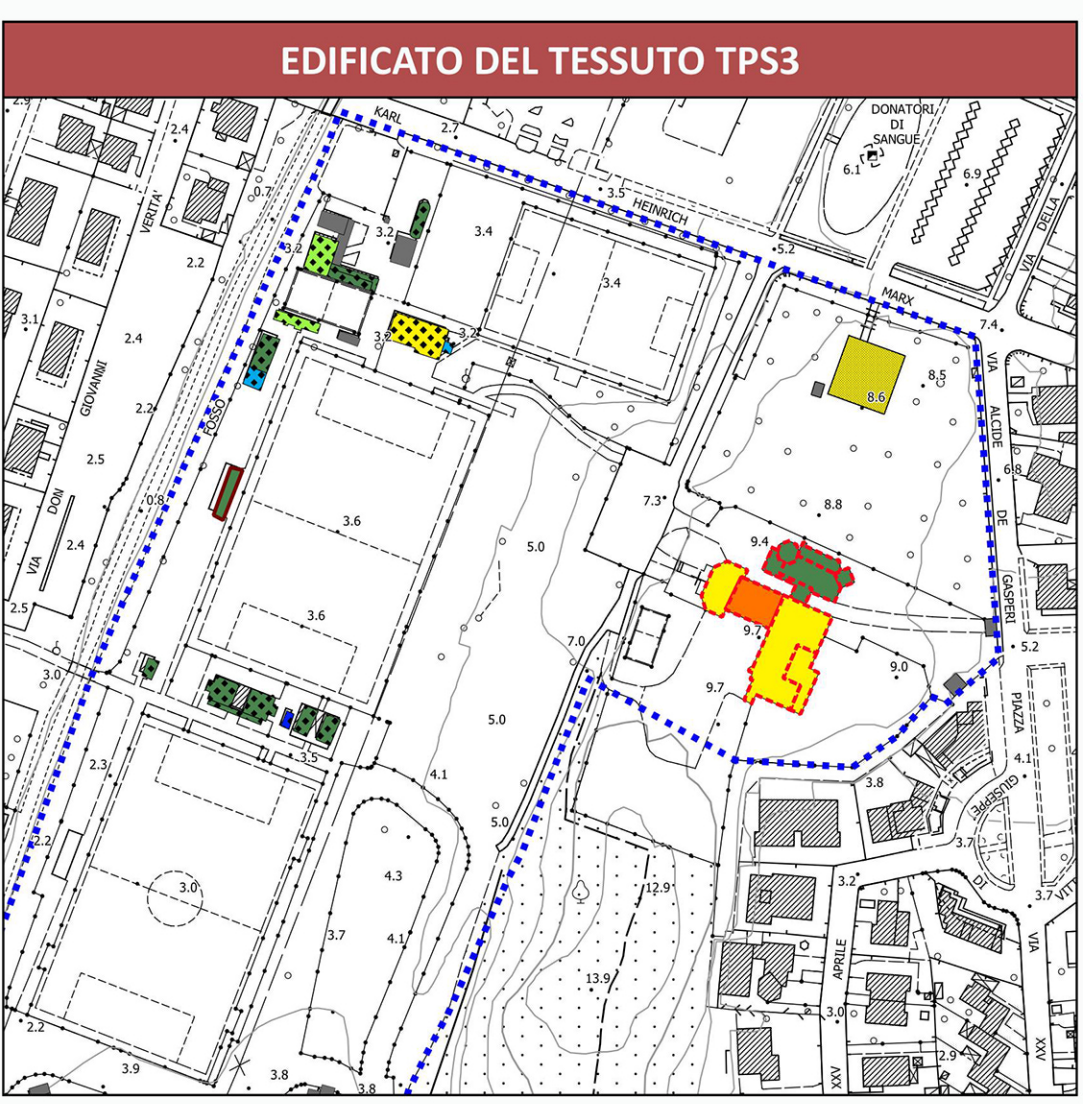 EDIFICATO DEL TESSUTO TPS3
2.9
KARL
2.7
DONATORI
DI
SANGUE
2.4
6.1
6.9
0.7
3.5
HEINRICH
VERITA'
DELLA
VIA
3.2
3.2
3.4
5.2
2.2
3.4
MARX
3.1
2.4
3.2
3.2
7.4
VIA
8.5
8.6
GIOVANNI
2.2
FOSSO
ALCIDE
2.5
6.8
DON
0.8
7.3
8.8
DE
3.6
2.4
5.0
9.4
VIA
GASPERI
2.5
3.6
9.7
7.0
5.2
3.0
9.0
9.7
5.0
PIAZZA
3.5
4.1
4.1
2.3
3.8
GIUSEPPE
5.0
2.2
3.7
DI
4.3
3.2
3.0
12.9
3.7
VITT
3.7
4.1
APRILE
VIA
13.9
3.0
2.2
2.9
XXV
3.9
3.8
3.8
XXV